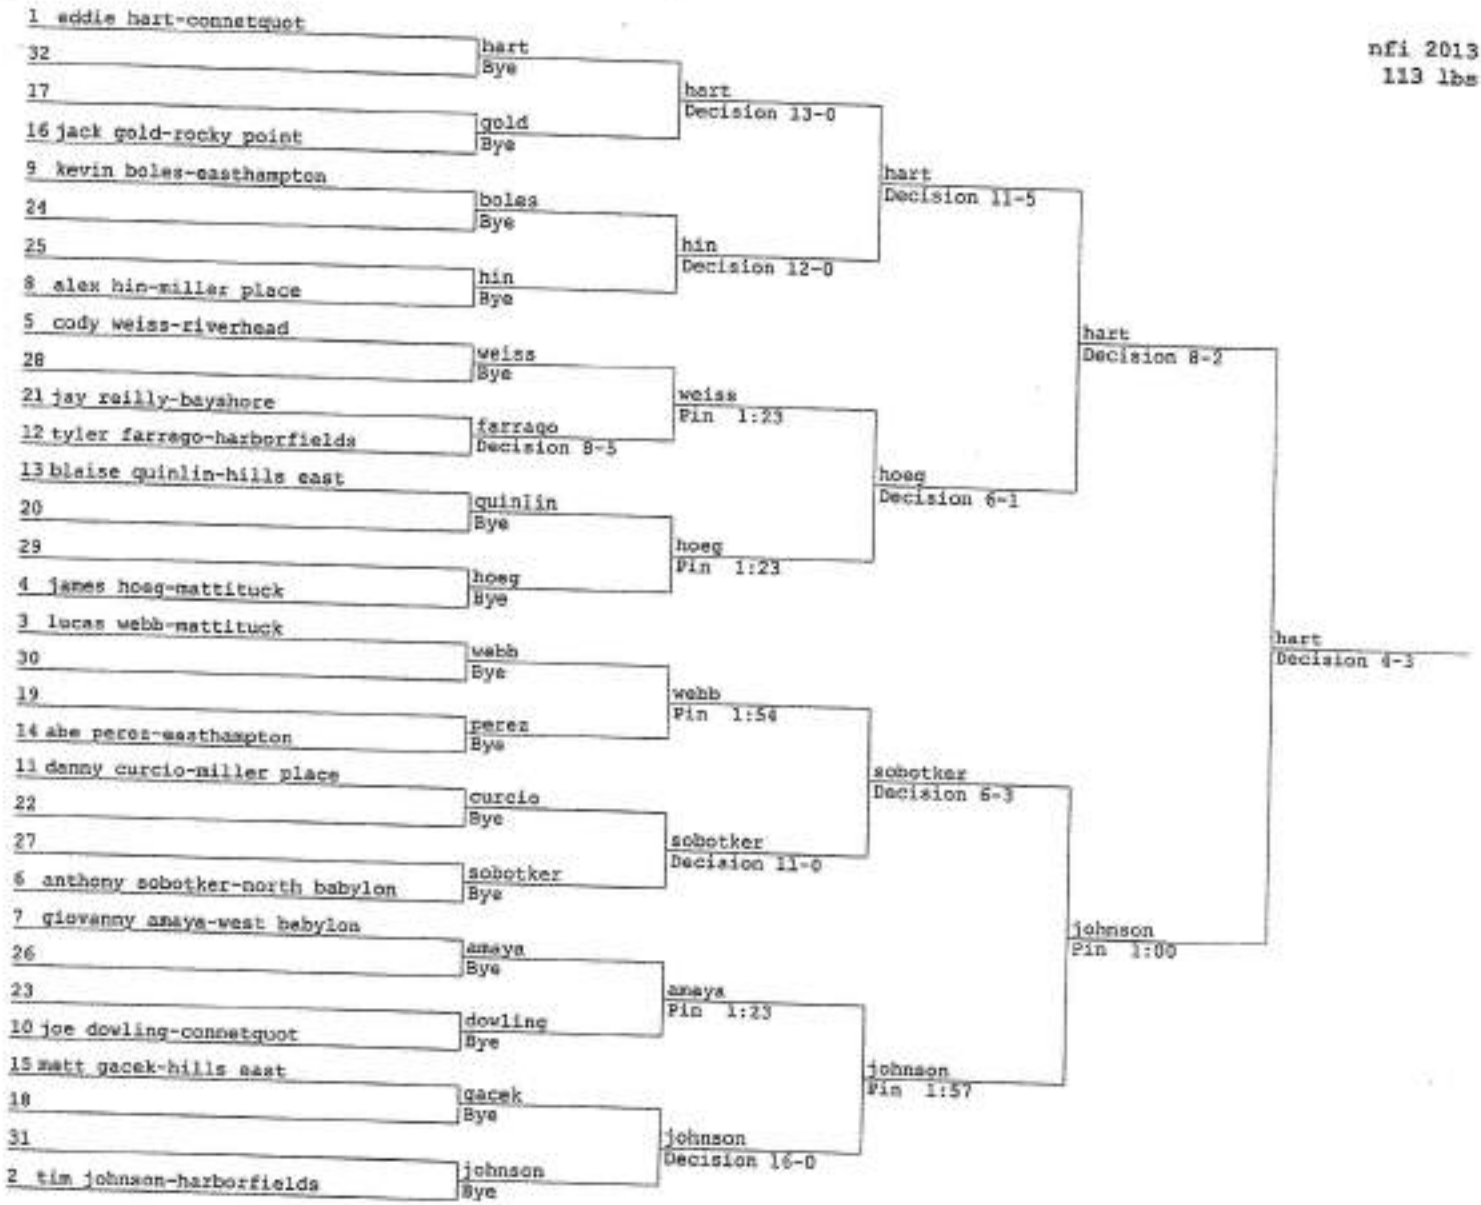 nfi 2013
113 lbs
1 eddie hart-connetquot
32
17
16 jack gold-rocky point
9 kevin boles-easthampton
24
25
8 alex hin-miller place
5 cody weiss-riverhead
28
21 jay reilly-bayshore
12 tyler farrago-harborfields
13 blaise quinlin-hills east
20
29
4 james hoeg-mattituck
3 lucas webb-mattituck
30
19
14 abe perez-easthampton
11 danny curcio-miller place
22
27
6 anthony sobotker-north babylon
7 giovanny amaya-west babylon
26
23
10 joe dowling-connetquot
15 matt gacek-hills east
18
31
2 tim johnson-harborfields
hart
Bye
gold
Bye
boles
Bye
hin
Bye
weiss
Bye
farrago
Decision 8-5
quinlin
Bye
hoeg
Bye
webb
Bye
perez
Bye
curcio
Bye
sobotker
Bye
amaya
Bye
dowling
Bye
gacek
Bye
johnson
Bye
hart
Decision 13-0
hin
Decision 12-0
weiss
Pin 1:23
hoeg
Pin 1:23
webb
Pin 1:54
sobotker
Decision 11-0
amaya
Pin 1:23
johnson
Decision 16-0
hart
Decision 11-5
hoeg
Decision 6-1
sobotker
Decision 6-3
johnson
Pin 1:57
hart
Decision 8-2
johnson
Pin 1:00
hart
Decision 4-3